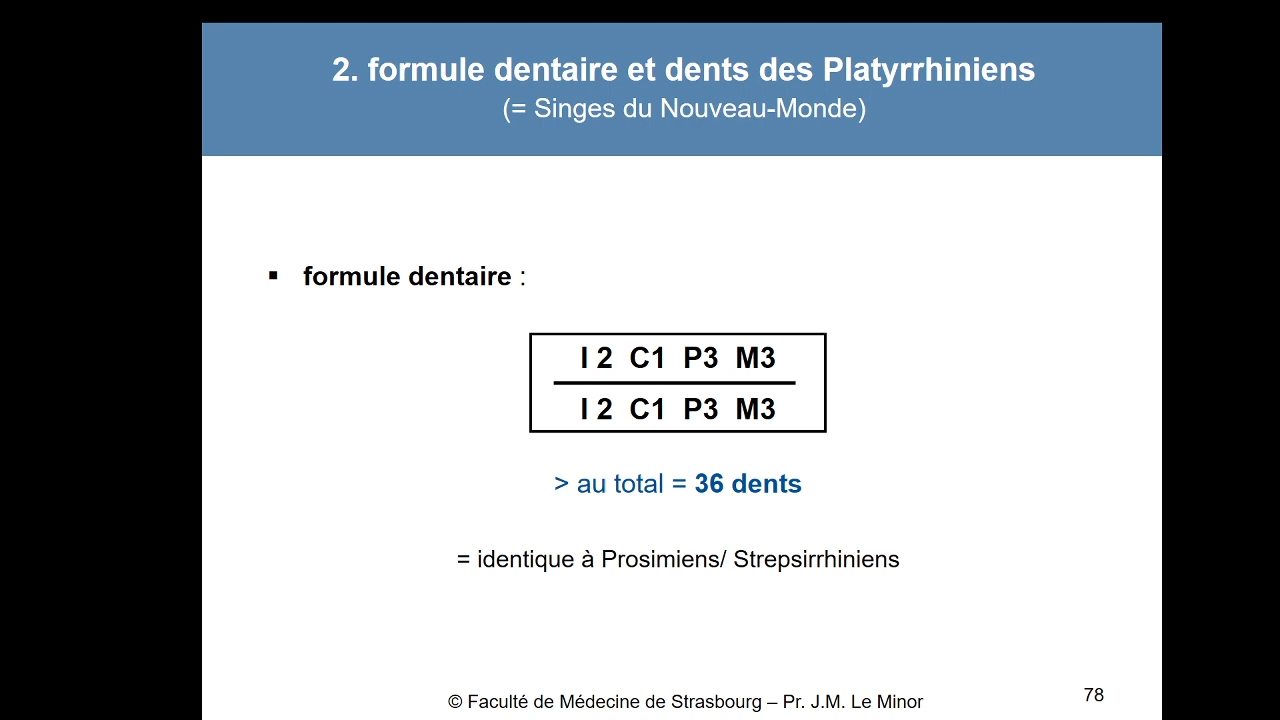 2. formule dentaire et dents des Platyrrhiniens
(= Singes du Nouveau-Monde)
▪ formule dentaire :
I 2 C1 P3 M3
I 2 C1 P3 M3
> au total = 36 dents
= identique à Prosimiens/ Strepsirrhiniens
© Faculté de Médecine de Strasbourg – Pr. J.M. Le Minor
78